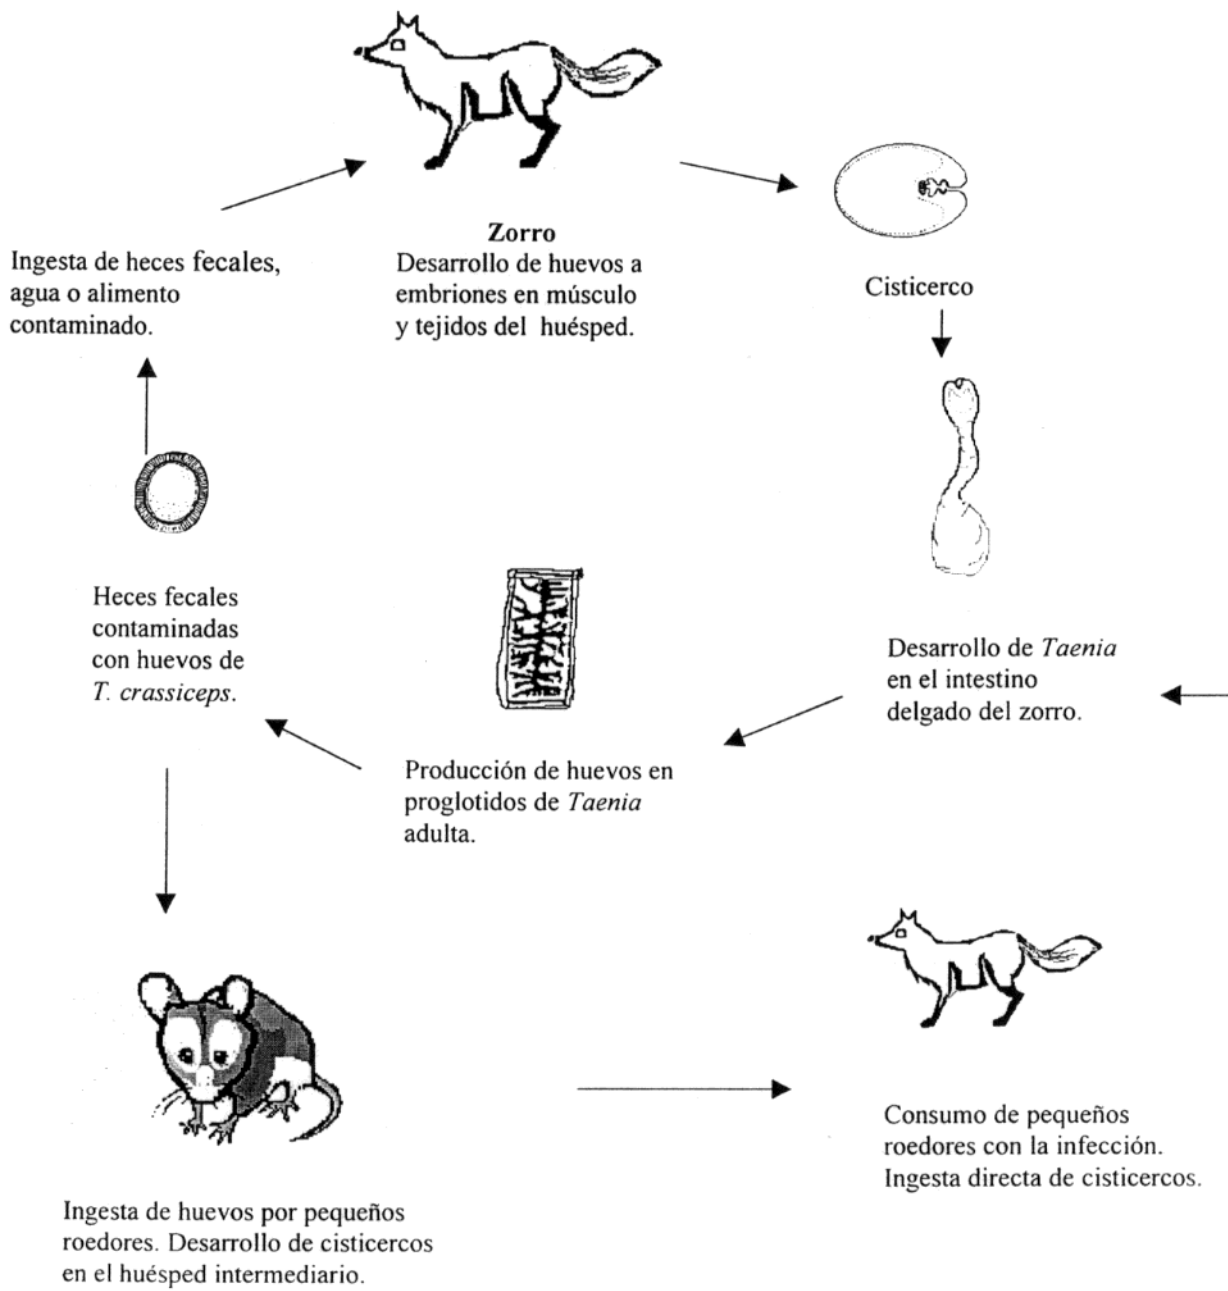 Zorro
Desarrollo de huevos a
embriones en músculo
y tejidos del huésped.
Cisticerco
Desarrollo de Taenia
en el intestino
delgado del zorro.
Producción de huevos en
proglotidos de Taenia
adulta.
Heces fecales
contaminadas
con huevos de
T. crassiceps.
Ingesta de heces fecales,
agua o alimento
contaminado.
Ingesta de huevos por pequeños
roedores. Desarrollo de cisticercos
en el huésped intermediario.
Consumo de pequeños
roedores con la infección.
Ingesta directa de cisticercos.